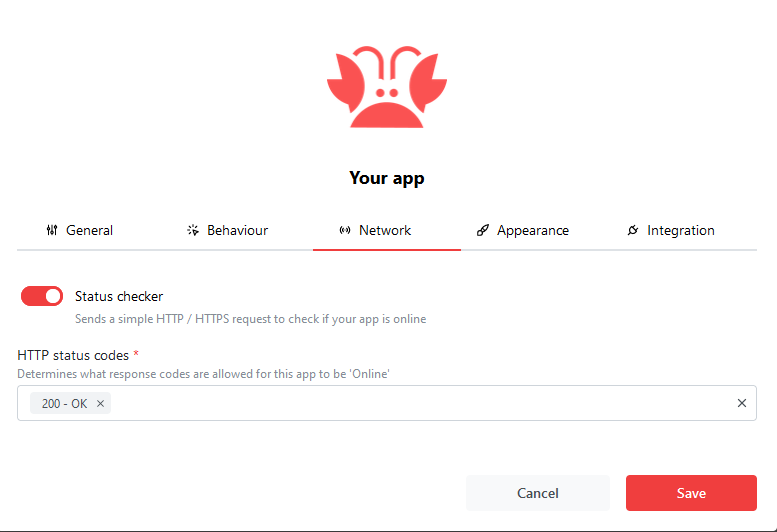 Your app
General Behaviour Network Appearance Integration
Status checker
Sends a simple HTTP / HTTPS request to check if your app is online
HTTP status codes *
Determines what response codes are allowed for this app to be 'Online'
200 - OK
Cancel Save